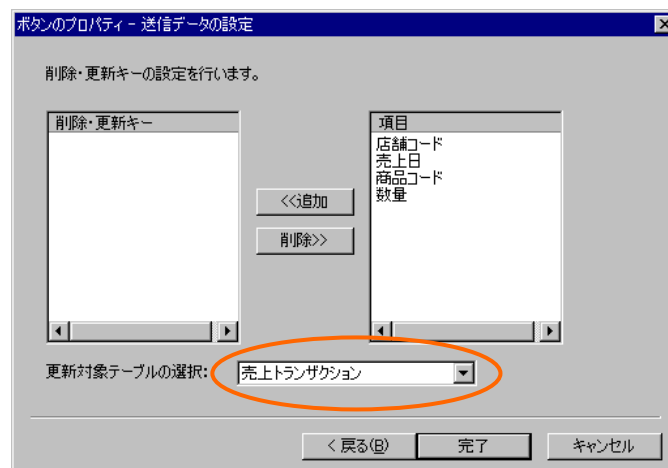 ボタンのプロパティ - 送信データの設定
削除・更新キーの設定を行います。
削除・更新キー
項目
店舗コード
売上日
商品コード
数量
<<追加
削除>>
更新対象テーブルの選択:
売上トランザクション
< 戻る(B)
完了
キャンセル